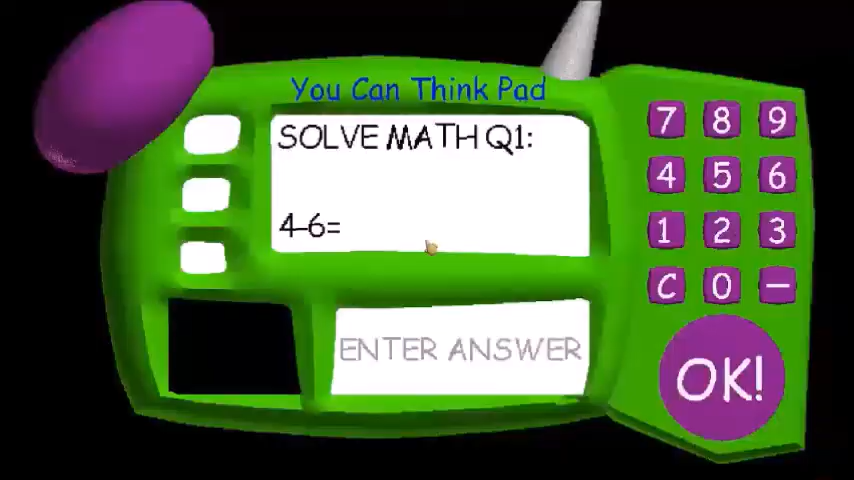 You Can Think Pad
SOLVE MATH Q1:
4-6=
ENTER ANSWER
7 8 9
4 5 6
1 2 3
C 0 -
OK!